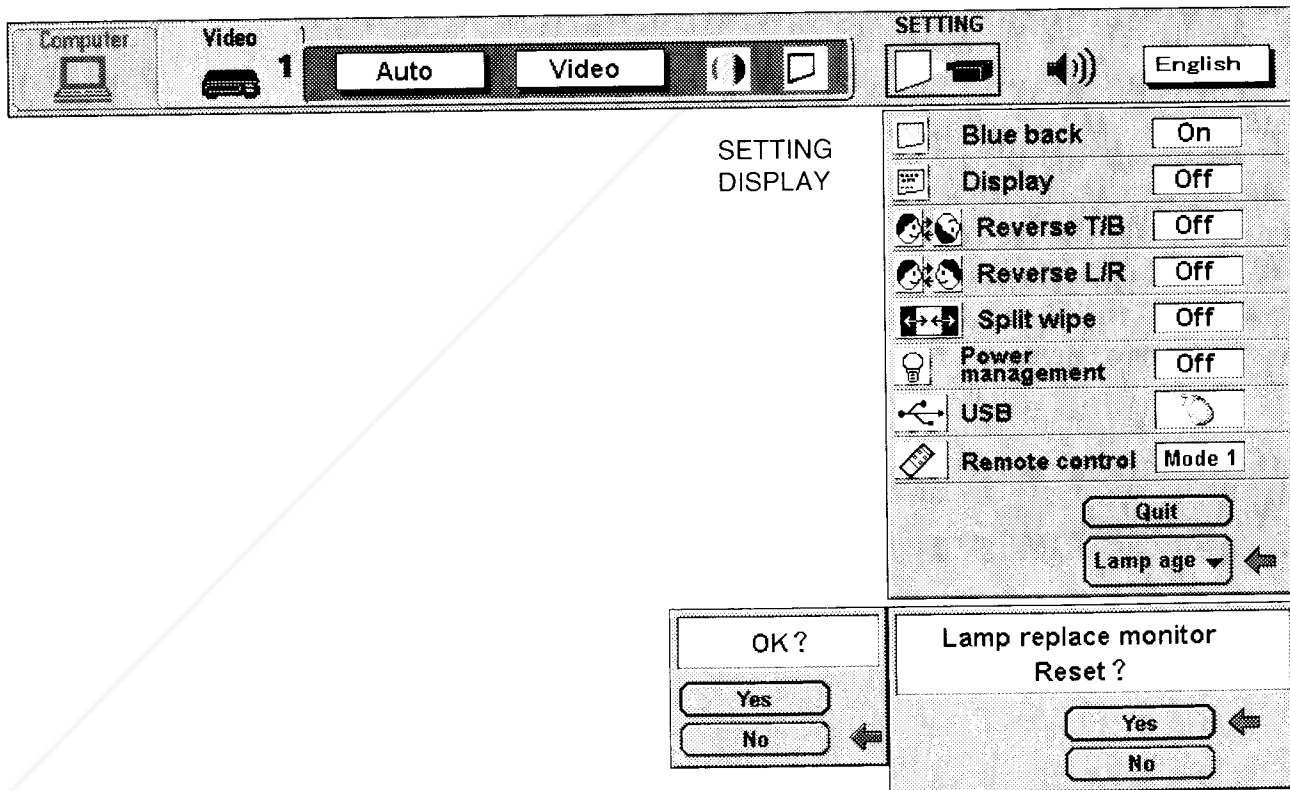 SETTING
Computer Video 1 Auto Video English
SETTING
DISPLAY
Blue back On
Display Off
Reverse T/B Off
Reverse L/R Off
Split wipe Off
Power
management Off
USB
Remote control Mode 1
Quit
Lamp age
OK?
Yes
No
Lamp replace monitor
Reset?
Yes
No